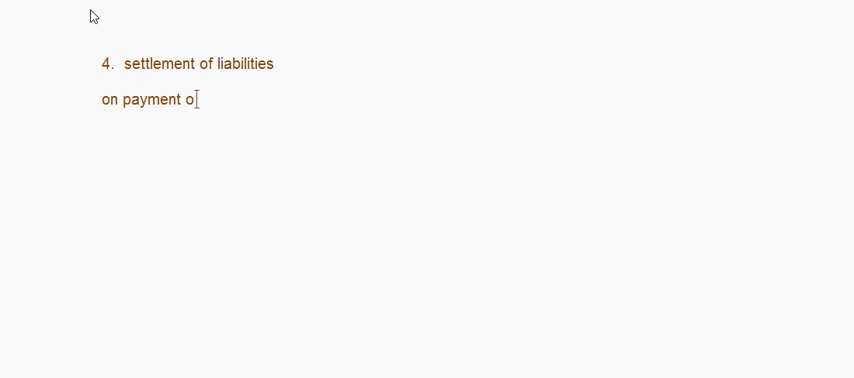 4. settlement of liabilities
on payment o